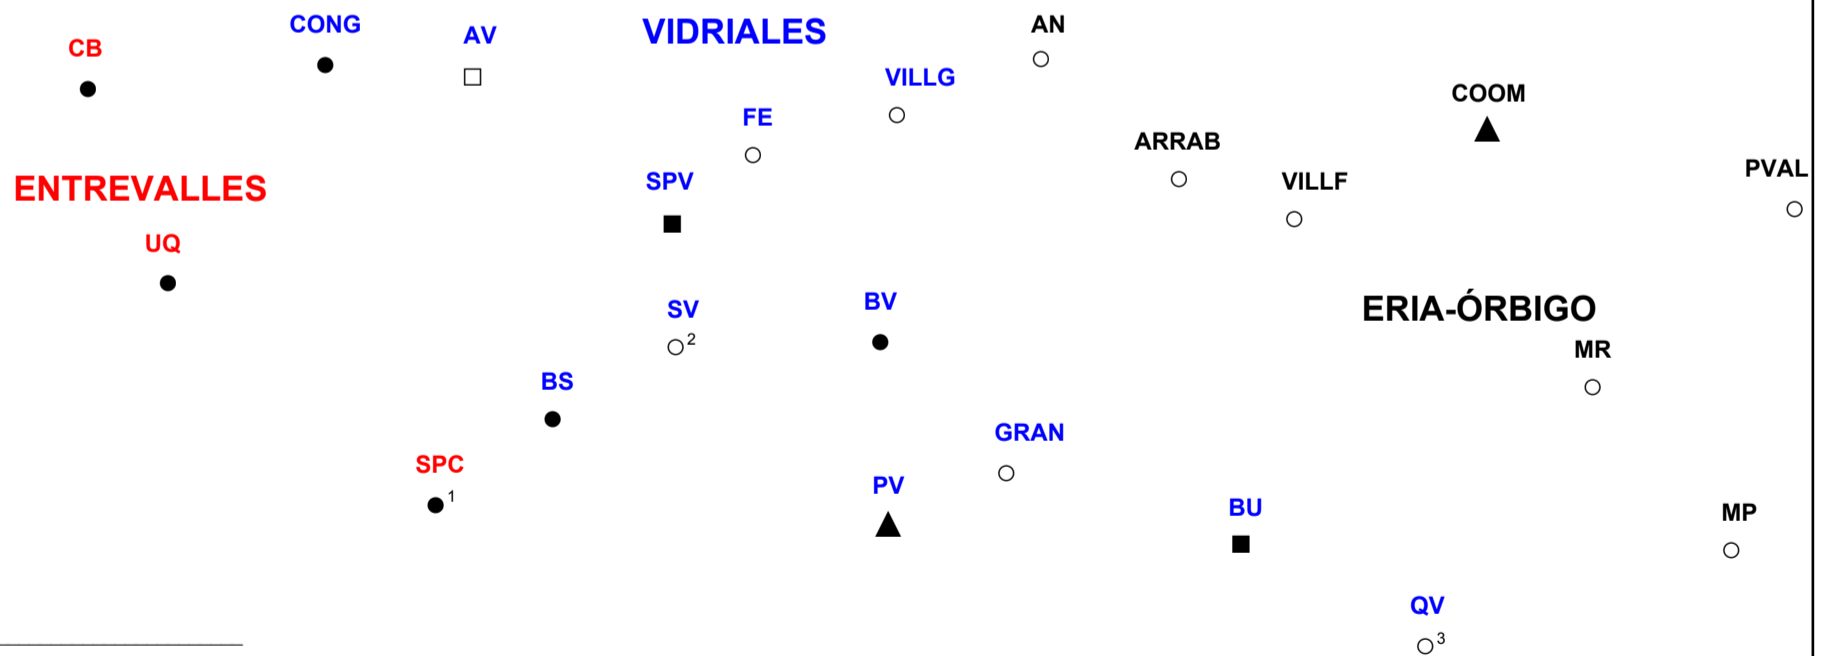 CONG
AN
VIDRIALES
AV
CB
VILLG
COOM
FE
ARRAB
PVAL
SPV
VILLF
ENTREVALLES
UQ
BV
SV
ERIA-ÓRBIGO
2
MR
BS
GRAN
SPC
PV
1
BU
MP
QV
3